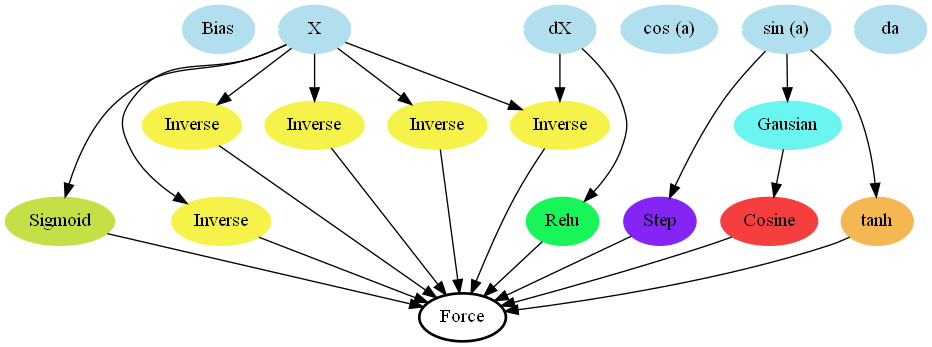 Bias
X
dX
cos (a)
sin (a)
da
Inverse
Inverse
Inverse
Inverse
Gausian
Sigmoid
Inverse
Relu
Step
Cosine
tanh
Force